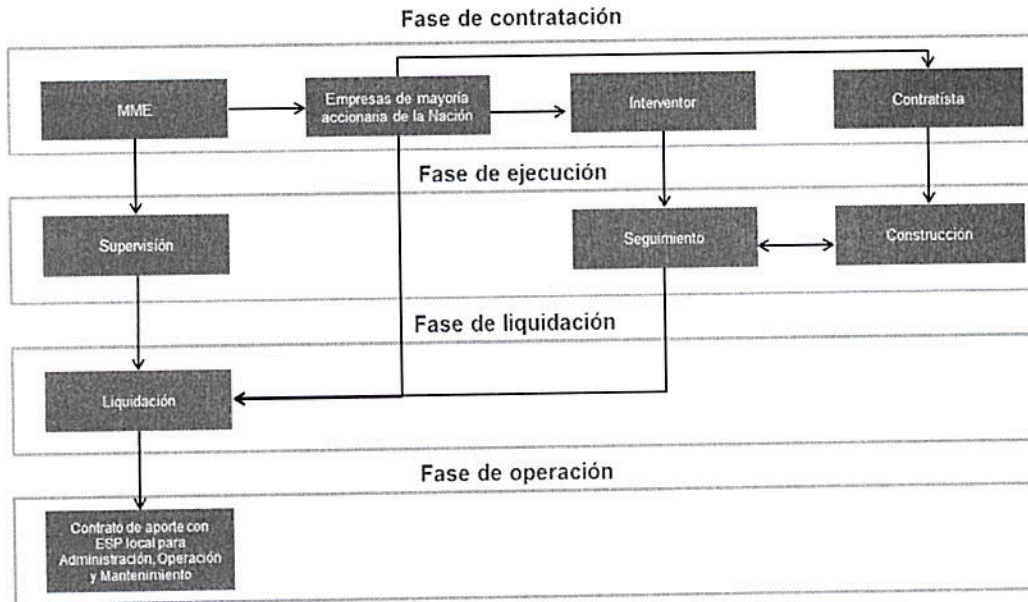 Fase de contratación
MME
Empresas de mayoría
accionaria de la Nación
Interventor
Contratista
Fase de ejecución
Supervisión
Seguimiento
Construcción
Fase de liquidación
Liquidación
Fase de operación
Contrato de aporte con
ESP local para
Administración, Operación
y Mantenimiento